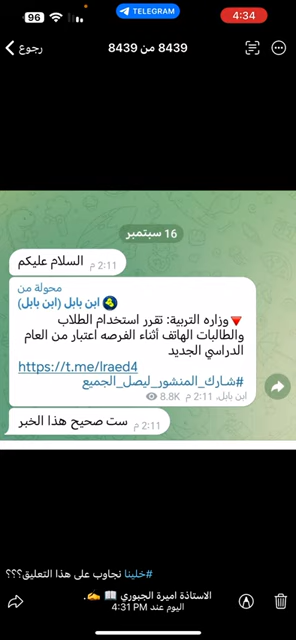 96
TELEGRAM
4:34
رجوع
8439 من 8439
16 سبتمبر
السلام عليكم
2:11 م
محولة من
ابن بابل (ابن بابل)
🔻وزاره التربية: تقرر استخدام الطلاب
والطالبات الهاتف أثناء الفرصه اعتبار من العام
الدراسي الجديد
https://t.me/lraed4
#شارك_المنشور_ليصل_الجميع
ابن بابل, 2:11 م 8.8K
ست صحيح هذا الخبر
2:11 م
#خلينا نجاوب على هذا التعليق؟؟؟
الاستاذة اميرة الجبوري 📖 ✍️.
اليوم عند 4:31 PM